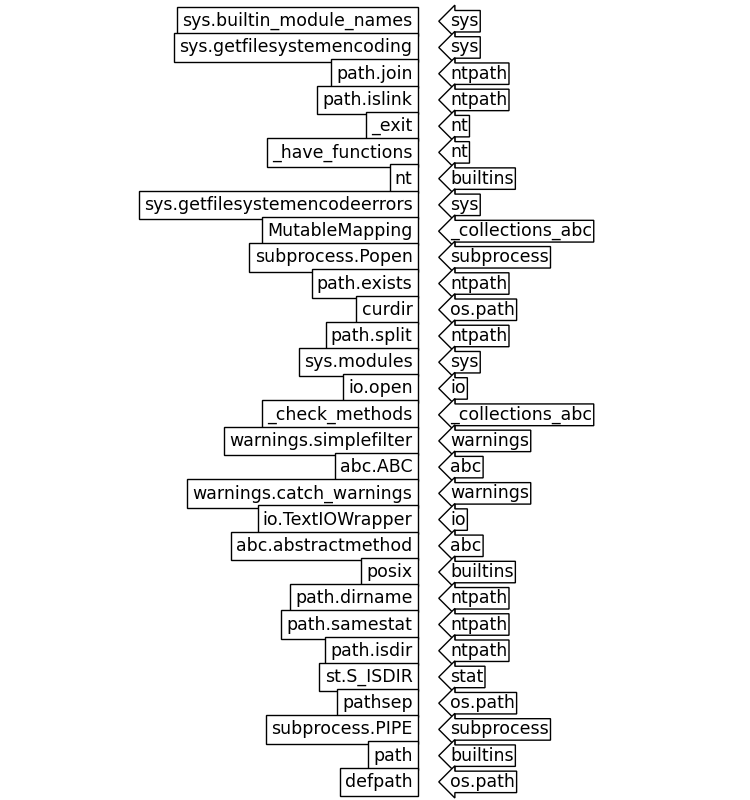 sys.builtin_module_names sys
sys.getfilesystemencoding sys
path.join ntpath
path.islink ntpath
_exit nt
_have_functions nt
nt builtins
sys.getfilesystemencodeerrors sys
MutableMapping _collections_abc
subprocess.Popen subprocess
path.exists ntpath
curdir os.path
path.split ntpath
sys.modules sys
io.open io
_check_methods _collections_abc
warnings.simplefilter warnings
abc.ABC abc
warnings.catch_warnings warnings
io.TextIOWrapper io
abc.abstractmethod abc
posix builtins
path.dirname ntpath
path.samestat ntpath
path.isdir ntpath
st.S_ISDIR stat
pathsep os.path
subprocess.PIPE subprocess
path builtins
defpath os.path